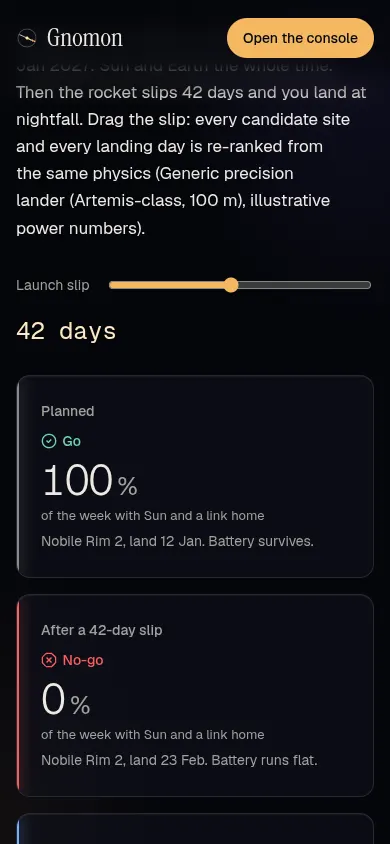 Gnomon
Open the console
Jan 2027. Sun and Earth the whole time.
Then the rocket slips 42 days and you land at
nightfall. Drag the slip: every candidate site
and every landing day is re-ranked from
the same physics (Generic precision
lander (Artemis-class, 100 m), illustrative
power numbers).
Launch slip
42 days
Planned
Go
100 %
of the week with Sun and a link home
Nobile Rim 2, land 12 Jan. Battery survives.
After a 42-day slip
No-go
0 %
of the week with Sun and a link home
Nobile Rim 2, land 23 Feb. Battery runs flat.